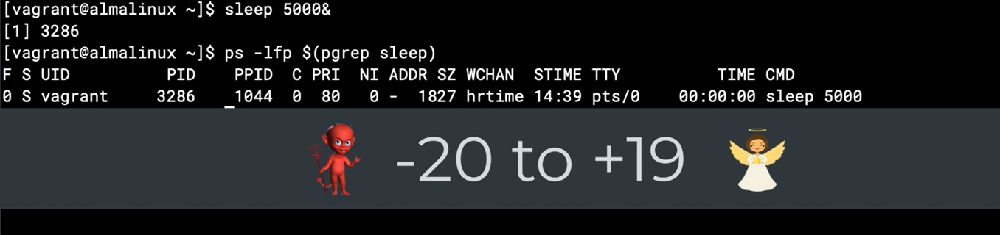 [vagrant@almalinux ~]$ sleep 5000&
[1] 3286
[vagrant@almalinux ~]$ ps -lfp $(pgrep sleep)
F S UID          PID    PPID  C PRI  NI ADDR SZ WCHAN  STIME TTY          TIME CMD
0 S vagrant     3286    1044  0  80   0 -  1827 hrtime 14:39 pts/0    00:00:00 sleep 5000
-20 to +19